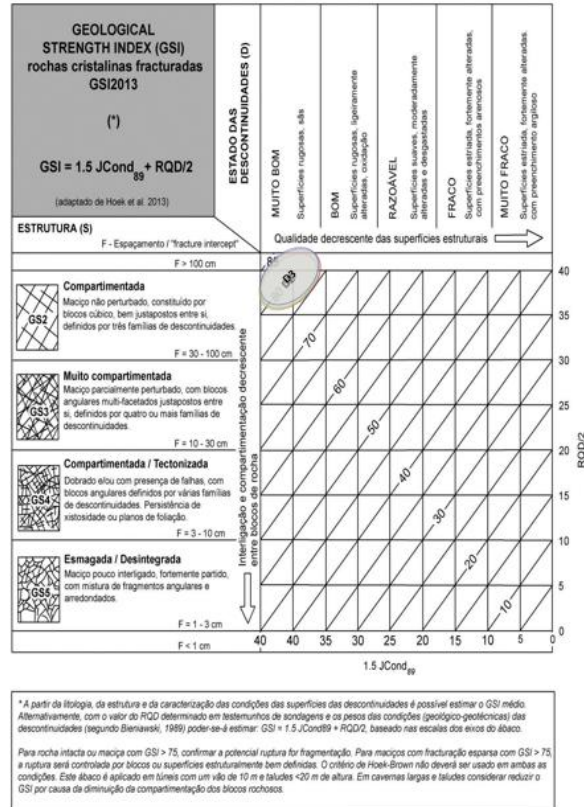 GEOLOGICAL
STRENGTH INDEX (GSI)
rochas cristalinas fracturadas
GSI2013
(*)
GSI = 1.5 JCond89 + RQD/2
(adaptado de Hoek et al. 2013)
ESTADO DAS
DESCONTINUIDADES (D)
MUITO BOM
Superfícies rugosas, sãs
BOM
Superfícies rugosas, ligeiramente
alteradas, oxidação
RAZOÁVEL
Superfícies suaves, moderadamente
alteradas e desgastadas
FRACO
Superfície estriada, fortemente alteradas,
com preenchimentos arenosos
MUITO FRACO
Superfície estriada, fortemente alteradas.
com preenchimento argiloso
ESTRUTURA (S)
F - Espaçamento / "fracture intercept"
Qualidade decrescente das superfícies estruturais
F > 100 cm
D3
GS2
Compartimentada
Maciço não perturbado, constituído por
blocos cúbico, bem justapostos entre si,
definidos por três famílias de descontinuidades.
F = 30 - 100 cm
GS3
Muito compartimentada
Maciço parcialmente perturbado, com blocos
angulares multi-facetados justapostos entre
si, definidos por quatro ou mais famílias de
descontinuidades.
F = 10 - 30 cm
GS4
Compartimentada / Tectonizada
Dobrado e/ou com presença de falhas, com
blocos angulares definidos por várias famílias
de descontinuidades. Persistência de
xistosidade ou planos de foliação.
F = 3 - 10 cm
GS5
Esmagada / Desintegrada
Maciço pouco interligado, fortemente partido,
com mistura de fragmentos angulares e
arredondados.
F = 1 - 3 cm
F < 1 cm
Interligação e compartimentação decrescente
entre blocos de rocha
70
60
50
40
30
20
10
40
35
30
25
20
15
10
5
0
RQD/2
40 40 35 30 25 20 15 10 5 0
1.5 JCond89
* A partir da litologia, da estrutura e da caracterização das condições das superfícies das descontinuidades é possível estimar o GSI médio.
Alternativamente, com o valor do RQD determinado em testemunhos de sondagens e os pesos das condições (geológico-geotécnicas) das
descontinuidades (segundo Bieniawski, 1989) poder-se-á estimar: GSI = 1.5 JCond89 + RQD/2, baseado nas escalas dos eixos do ábaco.
Para rocha intacta ou maciça com GSI > 75, confirmar a potencial ruptura for fragmentação. Para maciços com fracturação esparsa com GSI > 75,
a ruptura será controlada por blocos ou superfícies estruturalmente bem definidas. O critério de Hoek-Brown não deverá ser usado em ambas as
condições. Este ábaco é aplicado em túneis com um vão de 10 m e taludes <20 m de altura. Em cavernas largas e taludes considerar reduzir o
GSI por causa da diminuição da compartimentação dos blocos rochosos.